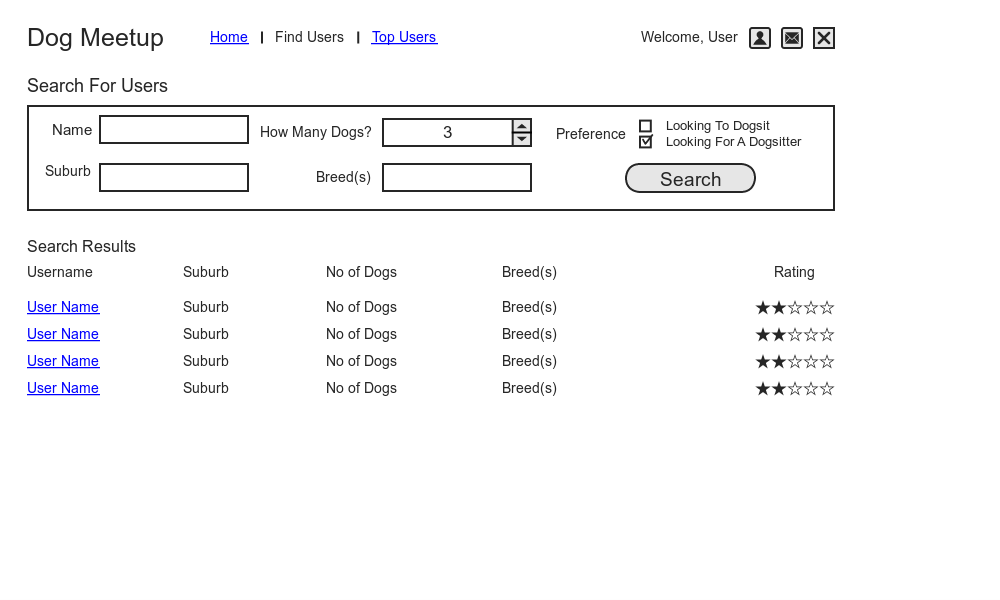 Dog Meetup Home | Find Users | Top Users Welcome, User
Search For Users
Name How Many Dogs? 3 Preference Looking To Dogsit
Looking For A Dogsitter
Suburb Breed(s) Search
Search Results
Username Suburb No of Dogs Breed(s) Rating
User Name Suburb No of Dogs Breed(s)
User Name Suburb No of Dogs Breed(s)
User Name Suburb No of Dogs Breed(s)
User Name Suburb No of Dogs Breed(s)